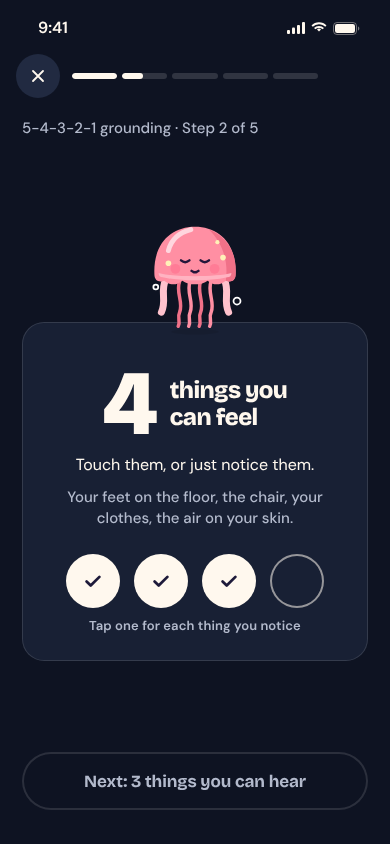 9:41
5-4-3-2-1 grounding · Step 2 of 5
4
things you
can feel
Touch them, or just notice them.
Your feet on the floor, the chair, your
clothes, the air on your skin.
Tap one for each thing you notice
Next: 3 things you can hear